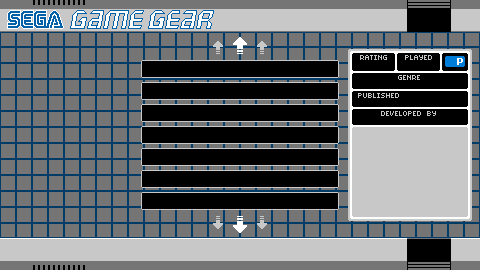 SEGA GAME GEAR
RATING PLAYED P
GENRE
PUBLISHED
DEVELOPED BY